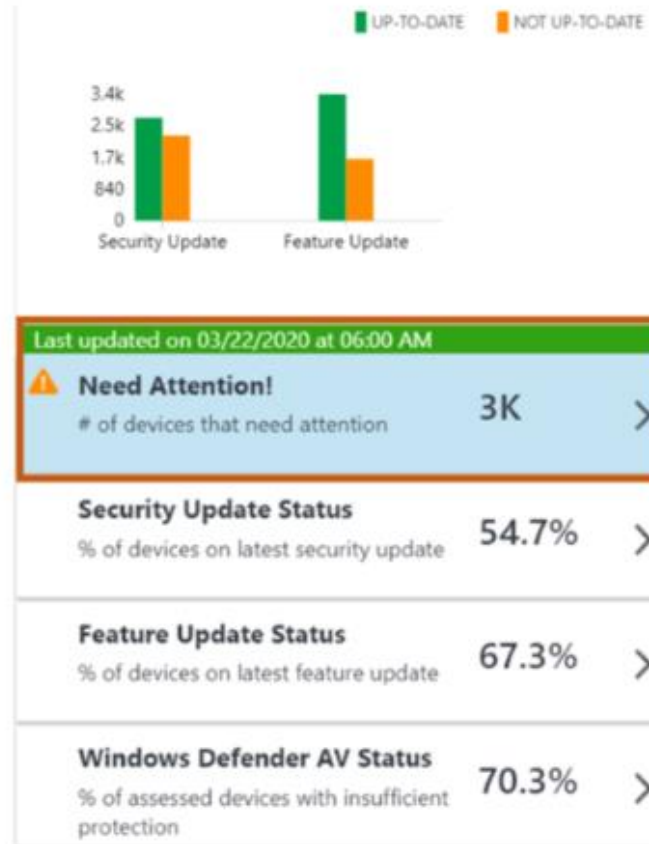 UP-TO-DATE NOT UP-TO-DATE
3.4k
2.5k
1.7k
840
0
Security Update Feature Update
Last updated on 03/22/2020 at 06:00 AM
Need Attention!
# of devices that need attention
3K
Security Update Status
% of devices on latest security update
54.7%
Feature Update Status
% of devices on latest feature update
67.3%
Windows Defender AV Status
% of assessed devices with insufficient
protection
70.3%